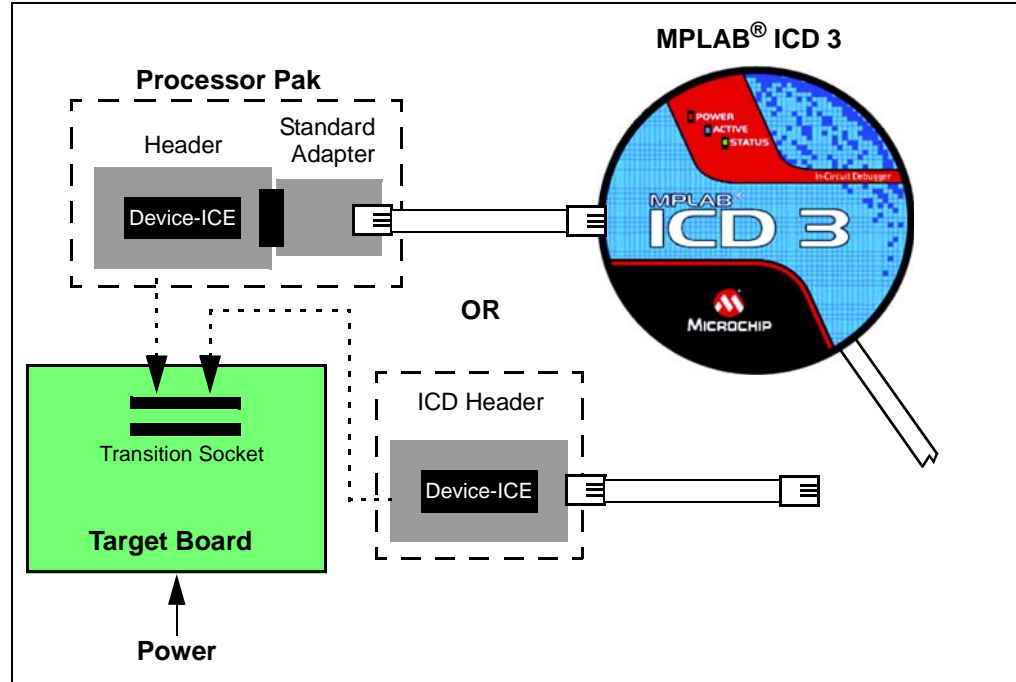 MPLAB® ICD 3
Processor Pak
Header
Standard
Adapter
Device-ICE
POWER
ACTIVE
STATUS
In-Circuit Debugger
MPLAB®
ICD 3
MICROCHIP
OR
ICD Header
Device-ICE
Transition Socket
Target Board
Power